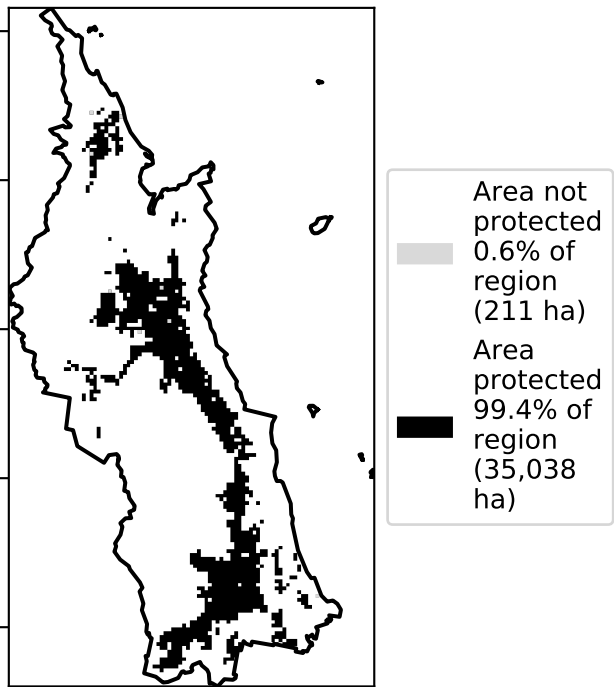 Area not
protected
0.6% of
region
(211 ha)
Area
protected
99.4% of
region
(35,038
ha)